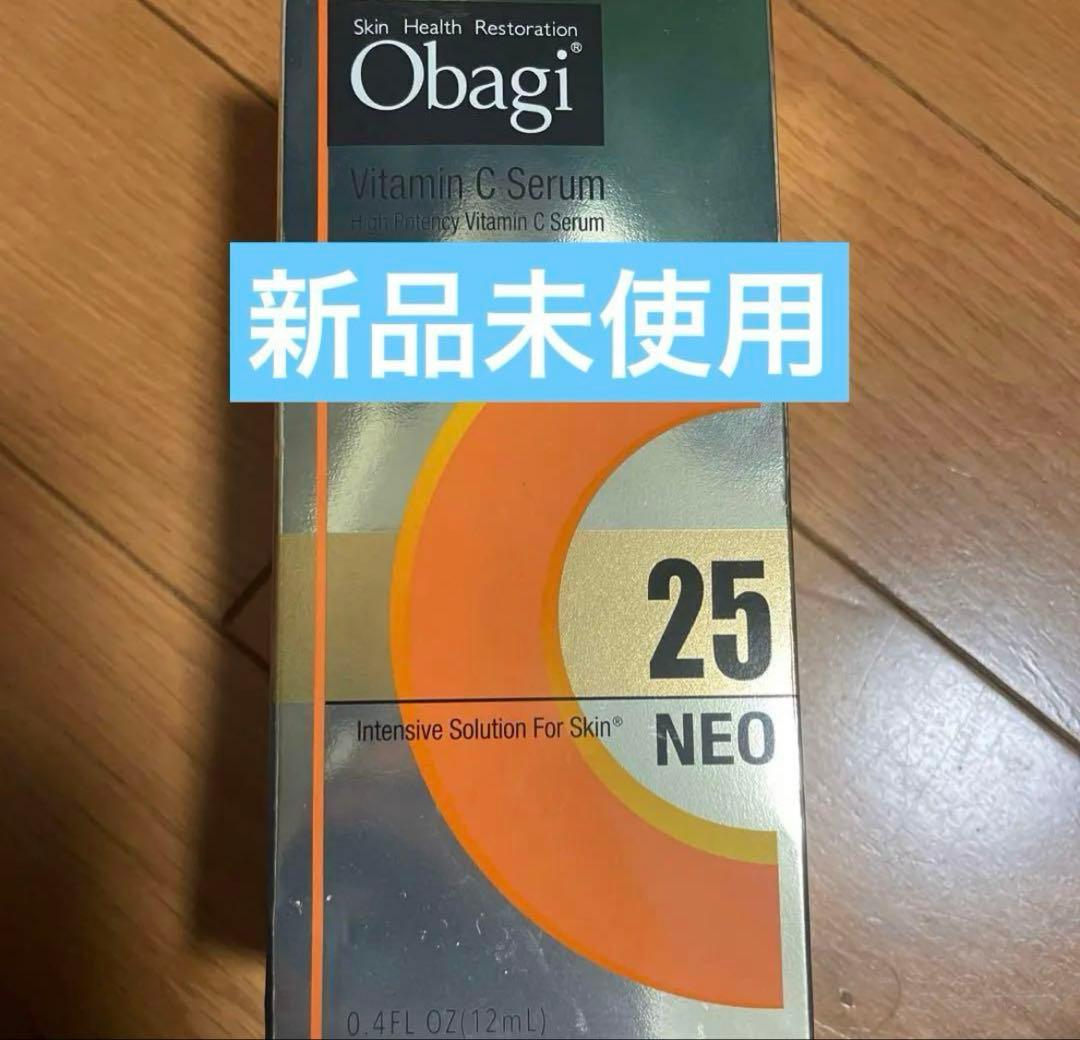 Skin Health Restoration
Obagi®
Vitamin C Serum
High Potency Vitamin C Serum
新品未使用
25
Intensive Solution For Skin®
NEO
0.4FL OZ(12mL)